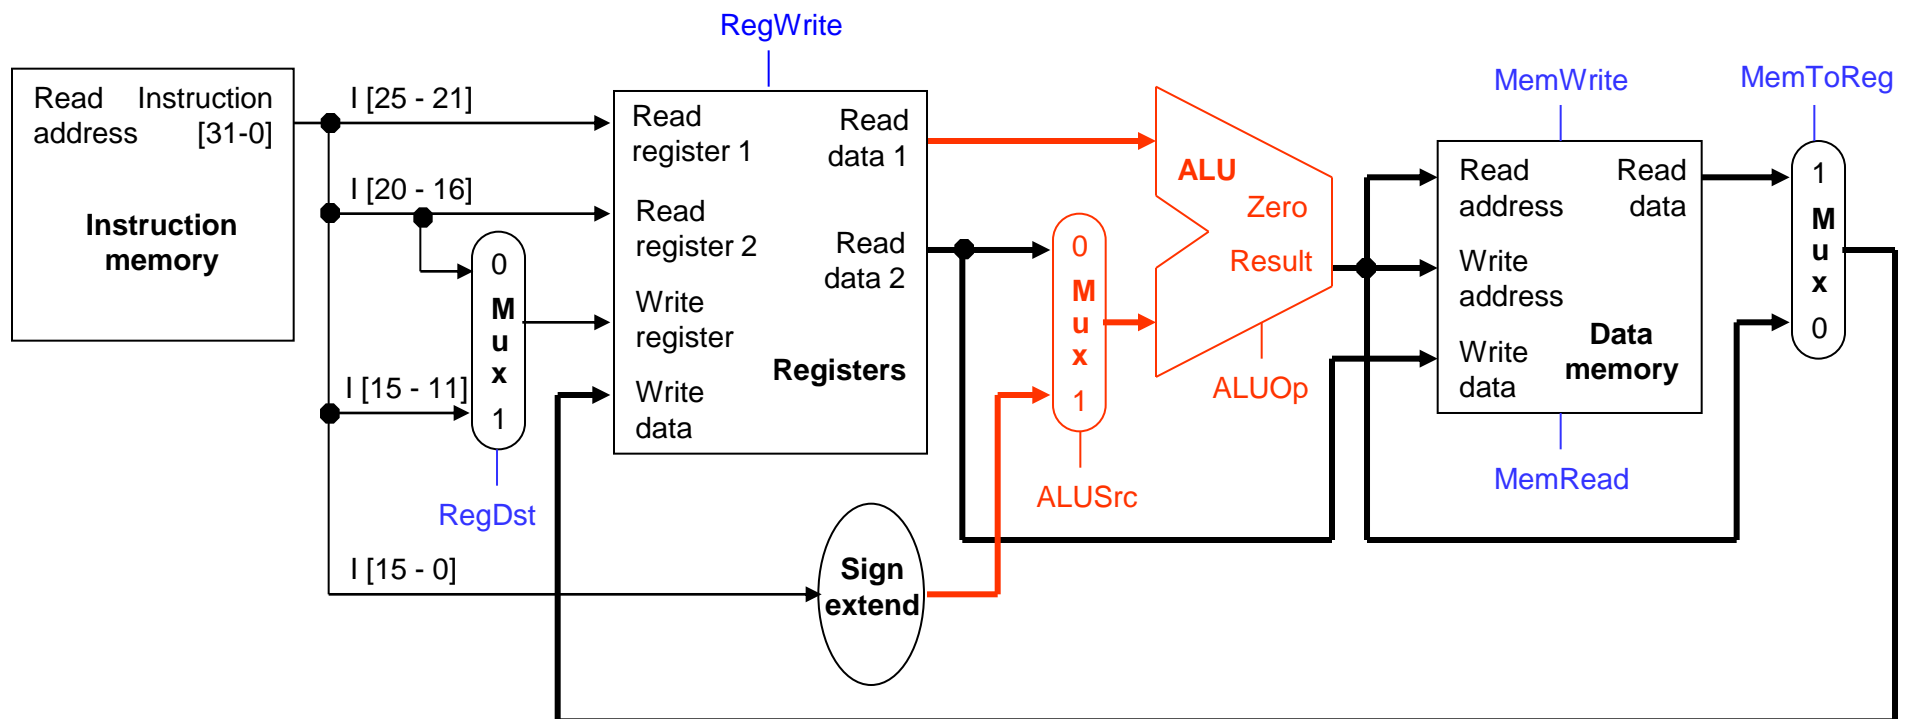 RegWrite
Read Instruction
address [31-0]
Instruction
memory
I [25 - 21]
I [20 - 16]
I [15 - 11]
I [15 - 0]
0
M
u
x
1
RegDst
Read
register 1
Read
register 2
Write
register
Write
data
Read
data 1
Read
data 2
Registers
Sign
extend
0
M
u
x
1
ALUSrc
ALU
Zero
Result
ALUOp
MemWrite
Read
address
Write
address
Write
data
Read
data
Data
memory
MemRead
MemToReg
1
M
u
x
0